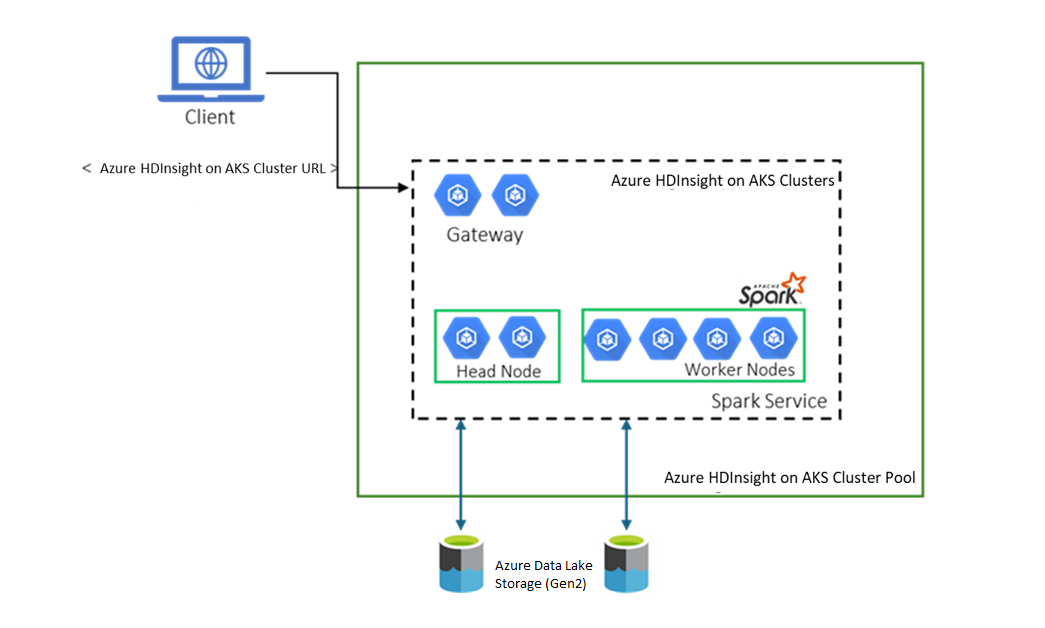 Client
< Azure HDInsight on AKS Cluster URL >
Azure HDInsight on AKS Clusters
Gateway
APACHE
Spark
Head Node
Worker Nodes
Spark Service
Azure HDInsight on AKS Cluster Pool
Azure Data Lake
Storage (Gen2)